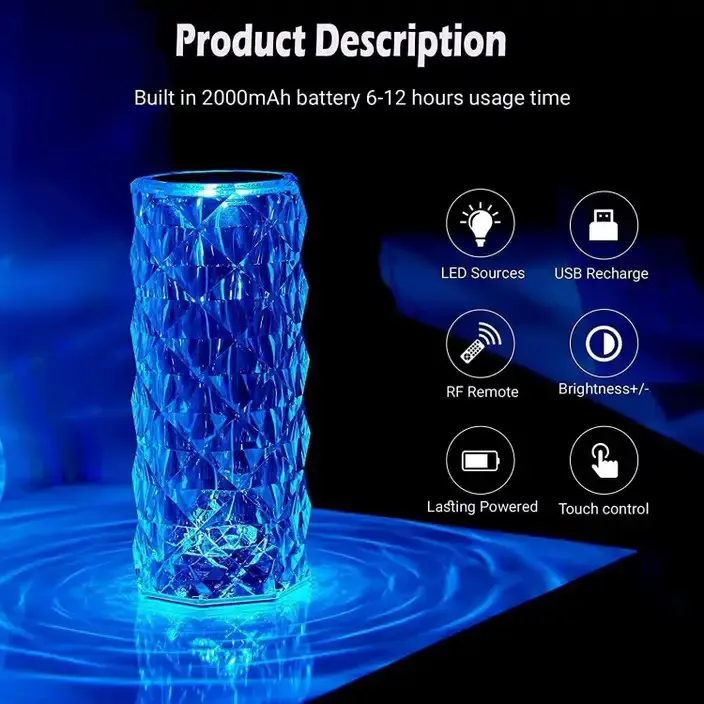 Product Description
Built in 2000mAh battery 6-12 hours usage time
LED Sources
USB Recharge
RF Remote
Brightness+/-
Lasting Powered
Touch control